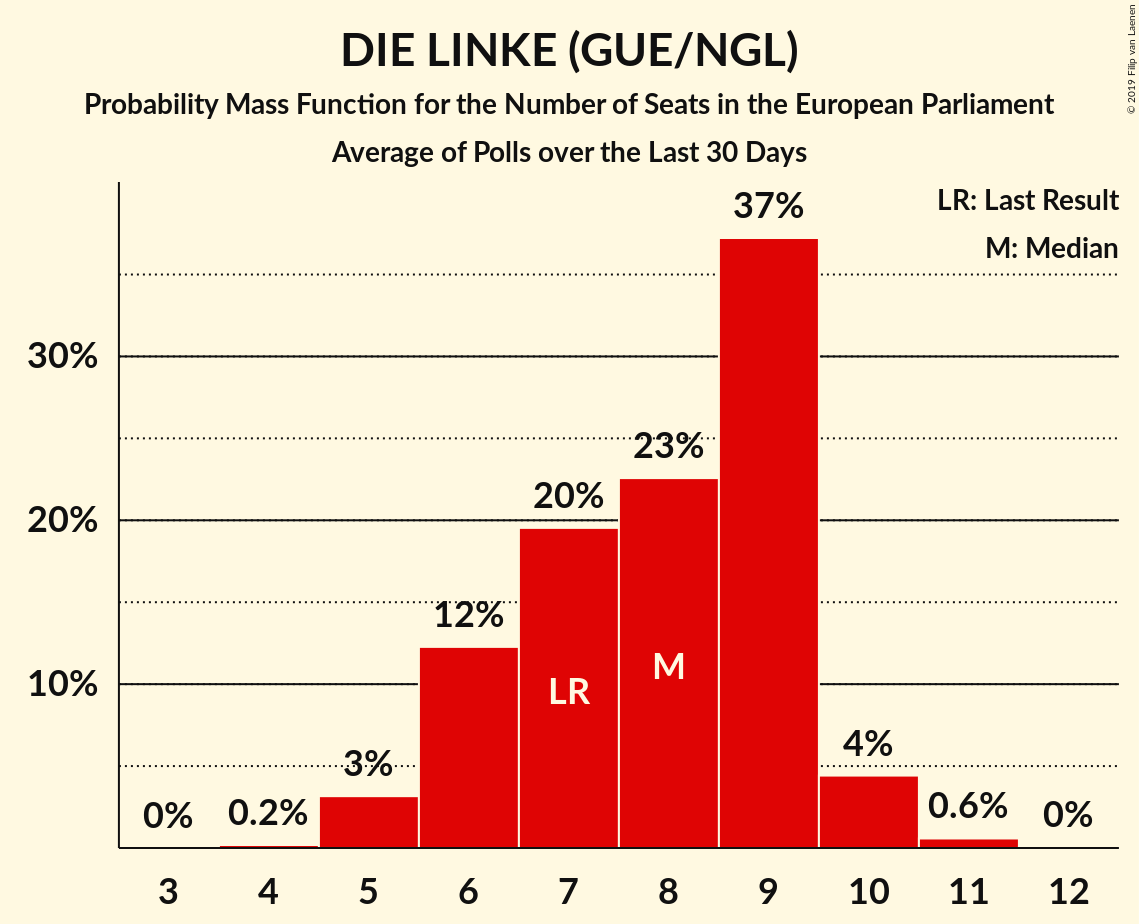 DIE LINKE (GUE/NGL)
Probability Mass Function for the Number of Seats in the European Parliament
Average of Polls over the Last 30 Days
© 2019 Filip van Laenen
LR: Last Result
M: Median
37%
30%
23%
20%
20%
12%
10%
LR
M
3%
4%
0%
0.2%
0.6%
0%
3 4 5 6 7 8 9 10 11 12